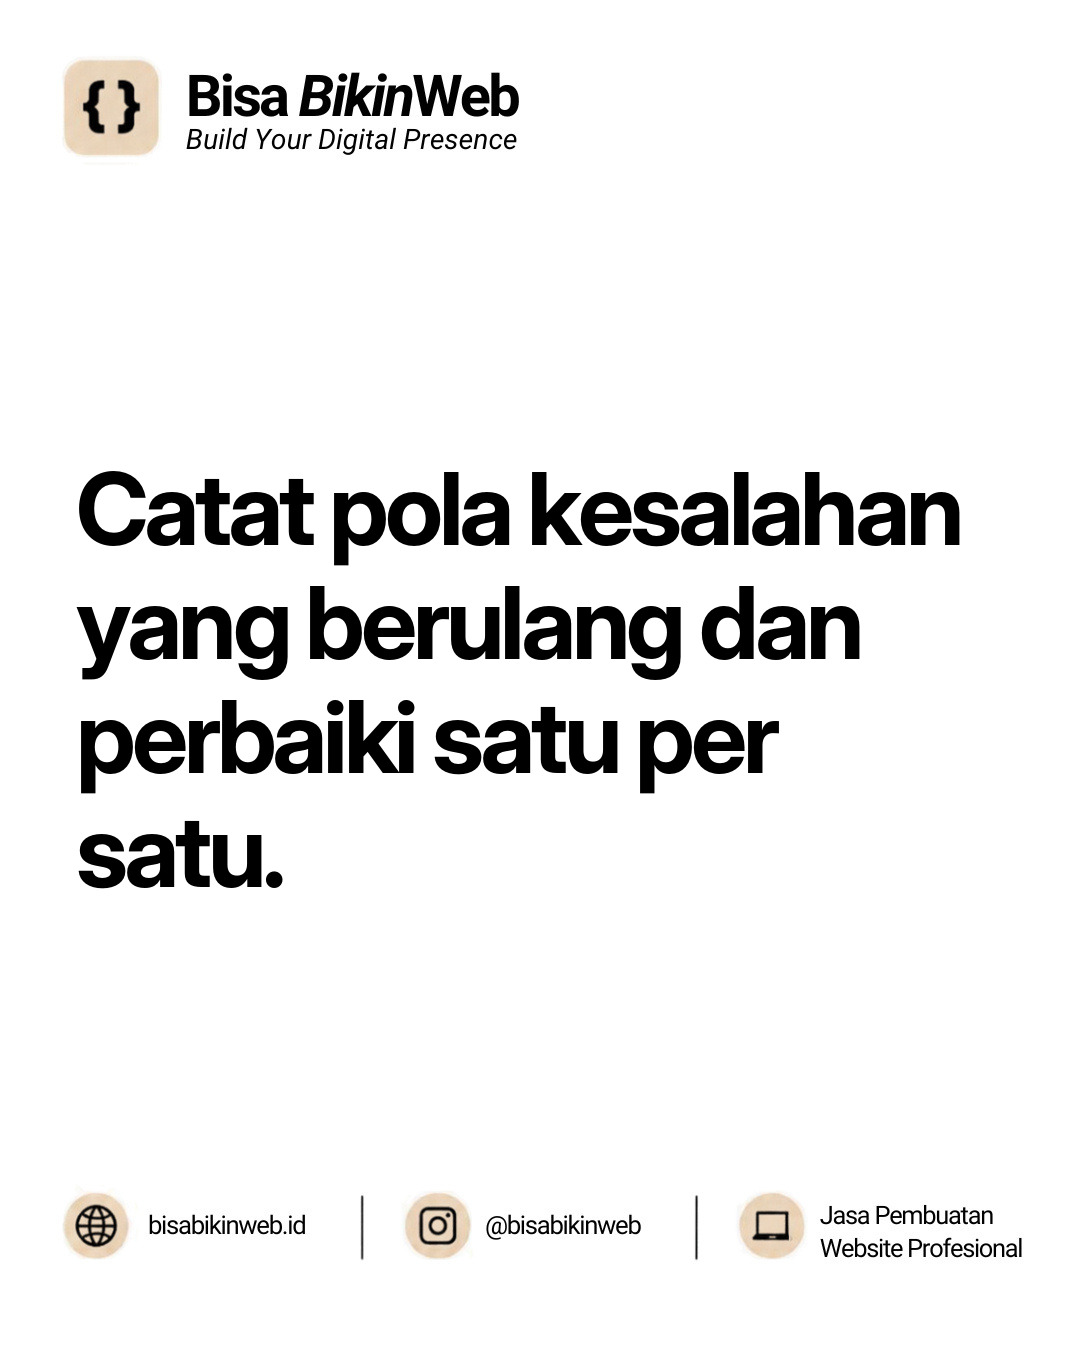 { }
Bisa BikinWeb
Build Your Digital Presence
Catat pola kesalahan
yang berulang dan
perbaiki satu per
satu.
bisabikinweb.id
@bisabikinweb
Jasa Pembuatan
Website Profesional